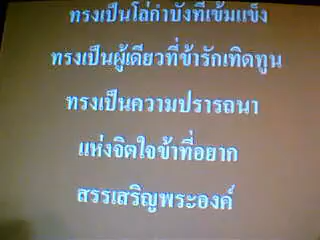 ทรงเป็นโล่กำบังที่เข้มแข็ง
ทรงเป็นผู้เดียวที่ข้ารักเทิดทูน
ทรงเป็นความปรารถนา
แห่งจิตใจข้าที่อยาก
สรรเสริญพระองค์